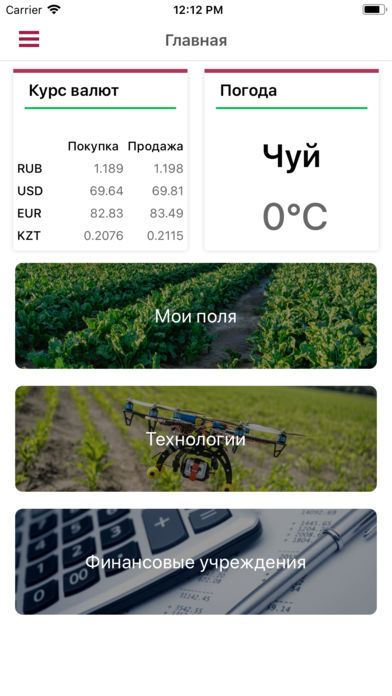 Carrier 12:12 PM
Главная
Курс валют
Покупка Продажа
RUB 1.189 1.198
USD 69.64 69.81
EUR 82.83 83.49
KZT 0.2076 0.2115
Погода
Чуй
0°C
Мои поля
Технологии
Финансовые учреждения